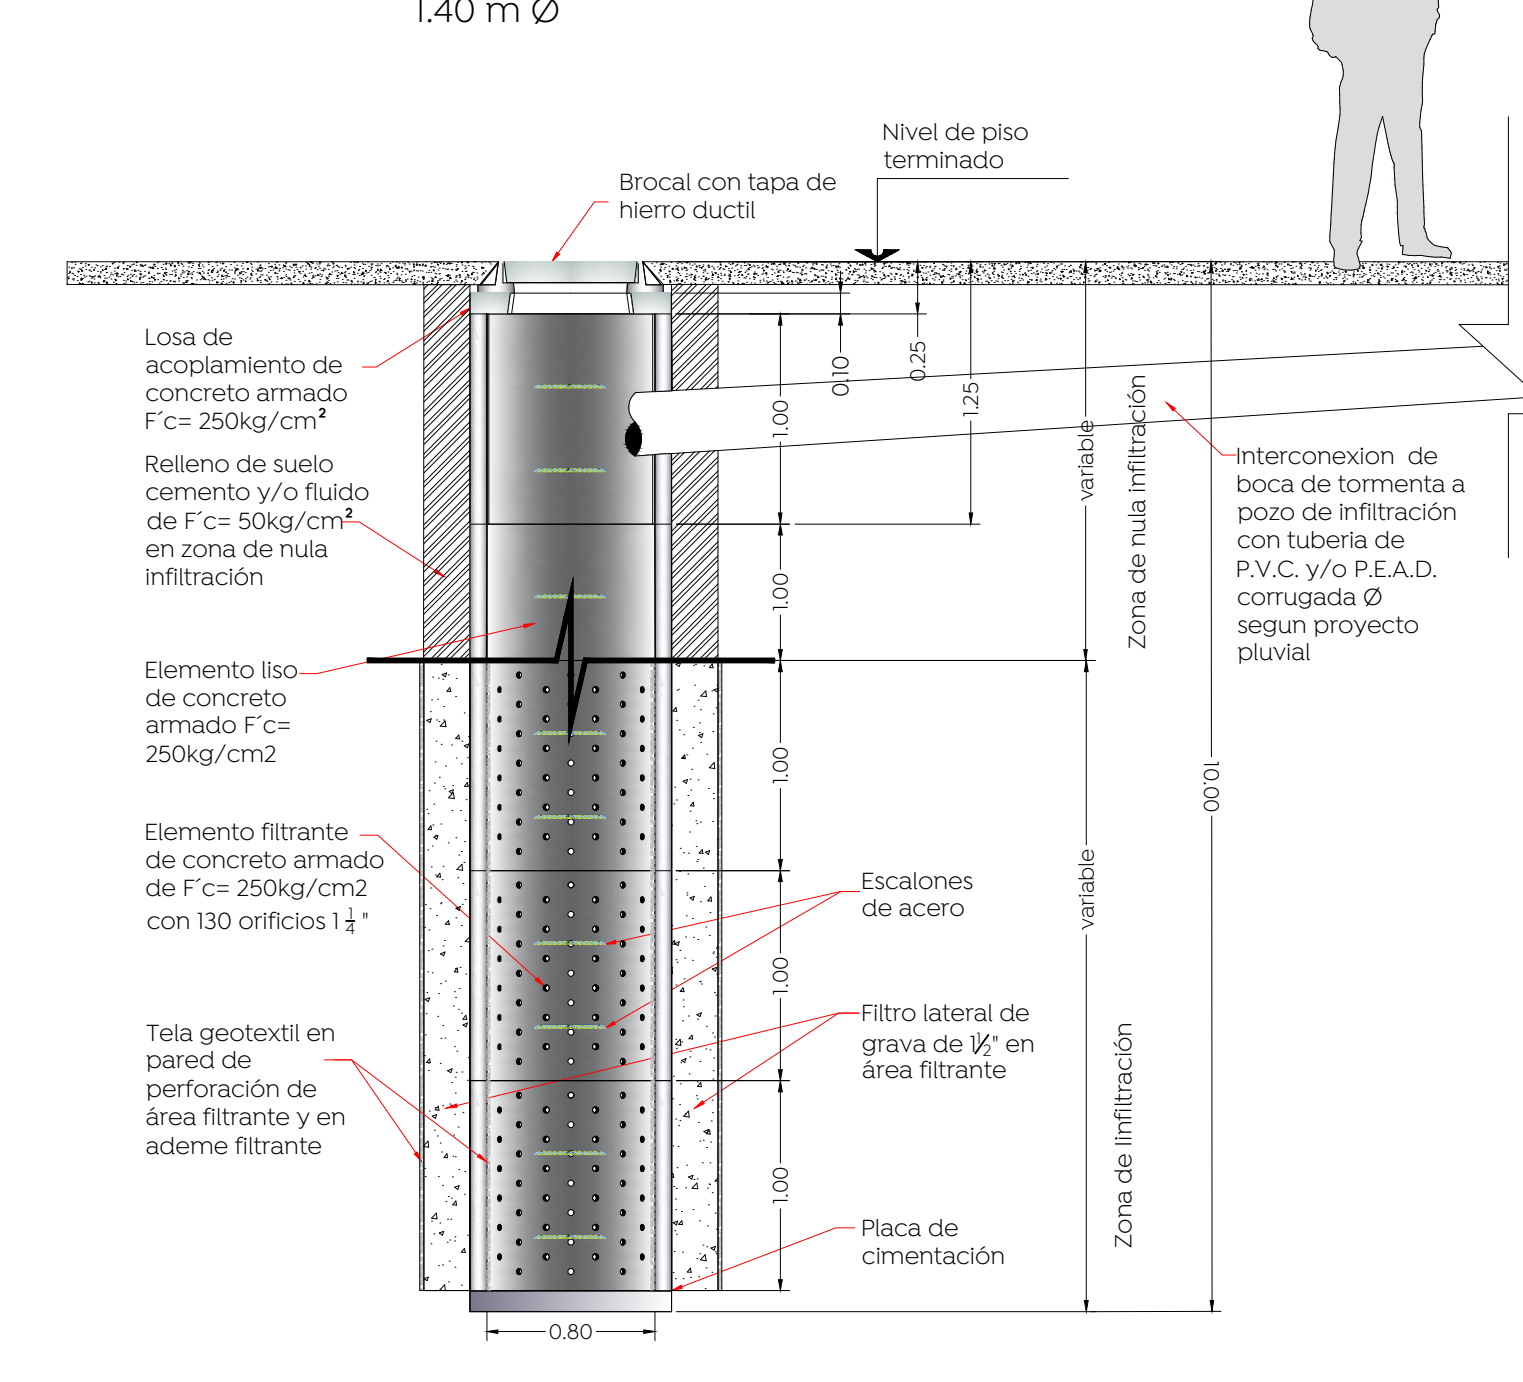 1.40 m Ø
Nivel de piso
terminado
Brocal con tapa de
hierro ductil
Losa de
acoplamiento de
concreto armado
F´c= 250kg/cm²
Relleno de suelo
cemento y/o fluido
de F´c= 50kg/cm²
en zona de nula
infiltración
Elemento liso
de concreto
armado F´c=
250kg/cm2
Elemento filtrante
de concreto armado
de F´c= 250kg/cm2
con 130 orificios 1 1/4 "
Tela geotextil en
pared de
perforación de
área filtrante y en
ademe filtrante
0.10
0.25
1.25
1.00
1.00
1.00
1.00
1.00
variable
variable
Zona de nula infiltración
Zona de linfiltración
10.00
Interconexion de
boca de tormenta a
pozo de infiltración
con tuberia de
P.V.C. y/o P.E.A.D.
corrugada Ø
segun proyecto
pluvial
Escalones
de acero
Filtro lateral de
grava de 1½" en
área filtrante
Placa de
cimentación
0.80